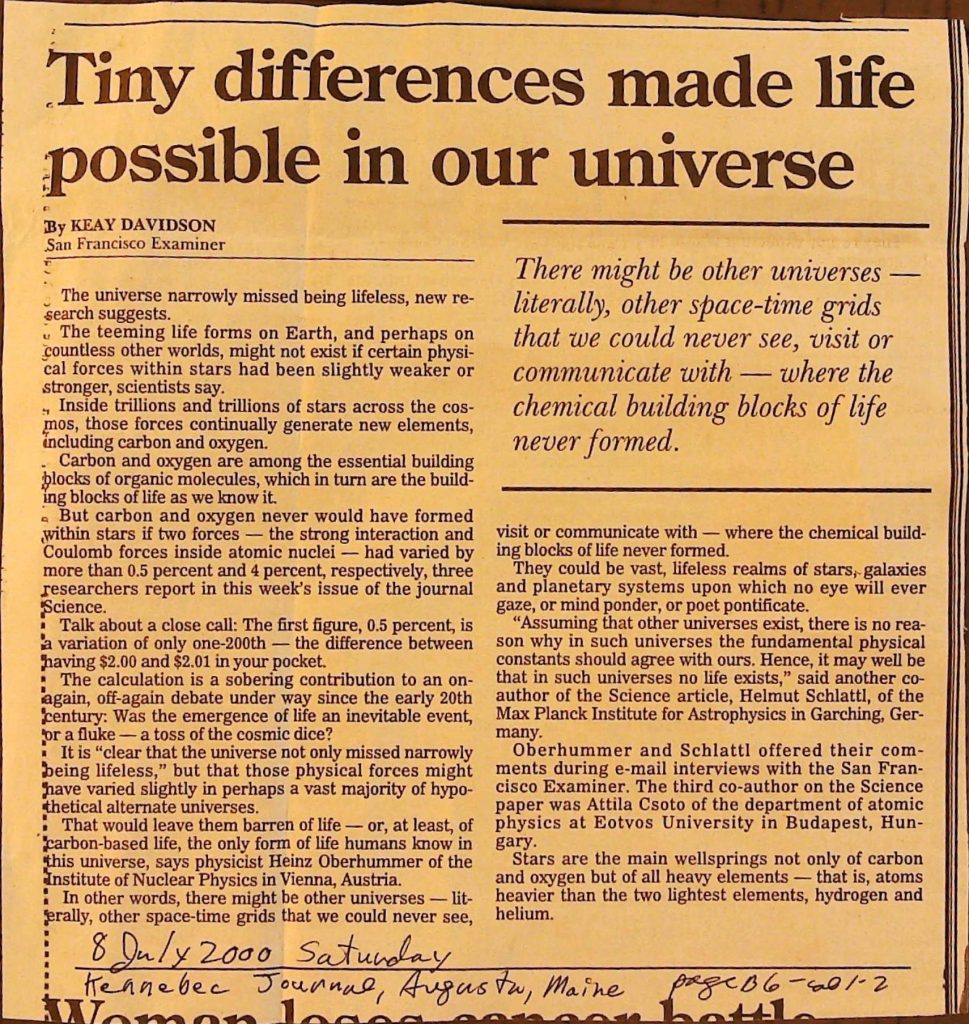 Tiny differences made life
possible in our universe
By KEAY DAVIDSON
San Francisco Examiner
The universe narrowly missed being lifeless, new re-
search suggests.
The teeming life forms on Earth, and perhaps on
countless other worlds, might not exist if certain physi-
cal forces within stars had been slightly weaker or
stronger, scientists say.
Inside trillions and trillions of stars across the cos-
mos, those forces continually generate new elements,
including carbon and oxygen.
Carbon and oxygen are among the essential building
blocks of organic molecules, which in turn are the build-
ing blocks of life as we know it.
But carbon and oxygen never would have formed
within stars if two forces — the strong interaction and
Coulomb forces inside atomic nuclei — had varied by
more than 0.5 percent and 4 percent, respectively, three
researchers report in this week's issue of the journal
Science.
Talk about a close call: The first figure, 0.5 percent, is
a variation of only one-200th — the difference between
having $2.00 and $2.01 in your pocket.
The calculation is a sobering contribution to an on-
again, off-again debate under way since the early 20th
century: Was the emergence of life an inevitable event,
or a fluke — a toss of the cosmic dice?
It is "clear that the universe not only missed narrowly
being lifeless," but that those physical forces might
have varied slightly in perhaps a vast majority of hypo-
thetical alternate universes.
That would leave them barren of life — or, at least, of
carbon-based life, the only form of life humans know in
this universe, says physicist Heinz Oberhummer of the
Institute of Nuclear Physics in Vienna, Austria.
In other words, there might be other universes — lit-
erally, other space-time grids that we could never see,
There might be other universes —
literally, other space-time grids
that we could never see, visit or
communicate with — where the
chemical building blocks of life
never formed.
visit or communicate with — where the chemical build-
ing blocks of life never formed.
They could be vast, lifeless realms of stars, galaxies
and planetary systems upon which no eye will ever
gaze, or mind ponder, or poet pontificate.
"Assuming that other universes exist, there is no rea-
son why in such universes the fundamental physical
constants should agree with ours. Hence, it may well be
that in such universes no life exists," said another co-
author of the Science article, Helmut Schlattl, of the
Max Planck Institute for Astrophysics in Garching, Ger-
many.
Oberhummer and Schlattl offered their com-
ments during e-mail interviews with the San Fran-
cisco Examiner. The third co-author on the Science
paper was Attila Csoto of the department of atomic
physics at Eotvos University in Budapest, Hun-
gary.
Stars are the main wellsprings not only of carbon
and oxygen but of all heavy elements — that is, atoms
heavier than the two lightest elements, hydrogen and
helium.
8 July 2000 Saturday
Kennebec Journal, Augusta, Maine page B6-col 1-2
Woman loses cancer battle